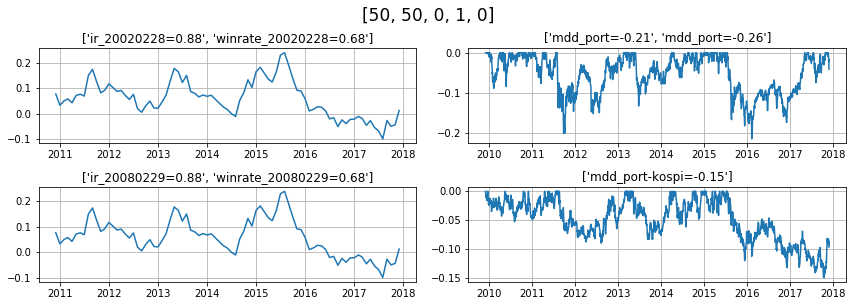 [50, 50, 0, 1, 0]
['ir_20020228=0.88', 'winrate_20020228=0.68']
0.2
0.1
0.0
−0.1
2011 2012 2013 2014 2015 2016 2017 2018
['mdd_port=-0.21', 'mdd_port=-0.26']
0.0
−0.1
−0.2
2010 2011 2012 2013 2014 2015 2016 2017 2018
['ir_20080229=0.88', 'winrate_20080229=0.68']
0.2
0.1
0.0
−0.1
2011 2012 2013 2014 2015 2016 2017 2018
['mdd_port-kospi=-0.15']
0.00
−0.05
−0.10
−0.15
2010 2011 2012 2013 2014 2015 2016 2017 2018